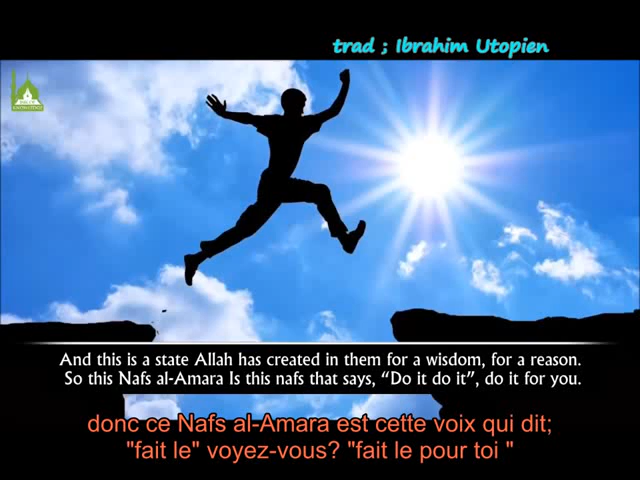 trad ; Ibrahim Utopien
And this is a state Allah has created in them for a wisdom, for a reason.
So this Nafs al-Amara Is this nafs that says, “Do it do it”, do it for you.
donc ce Nafs al-Amara est cette voix qui dit;
"fait le" voyez-vous? "fait le pour toi "